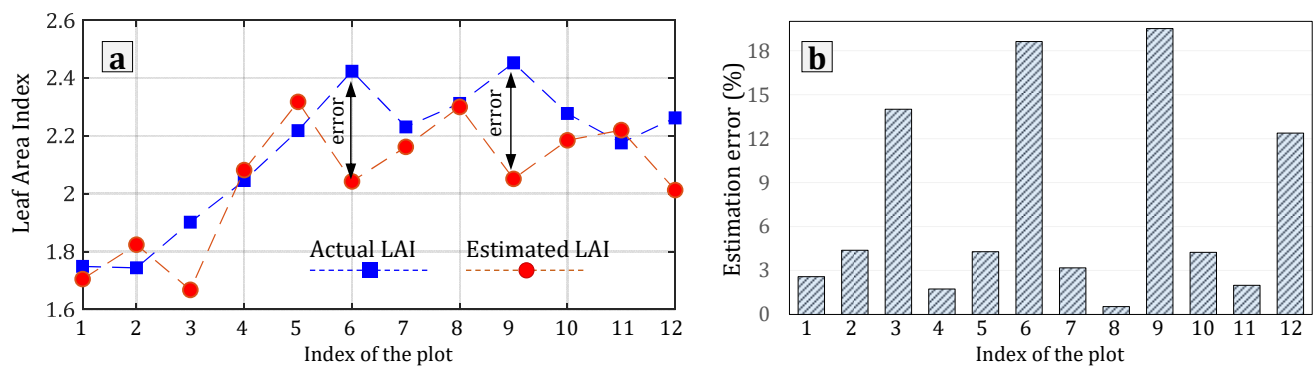 a
Leaf Area Index
2.6
2.4
2.2
2
1.8
1.6
error
error
Actual LAI
Estimated LAI
1 2 3 4 5 6 7 8 9 10 11 12
Index of the plot
b
Estimation error (%)
18
15
12
9
6
3
0
1 2 3 4 5 6 7 8 9 10 11 12
Index of the plot